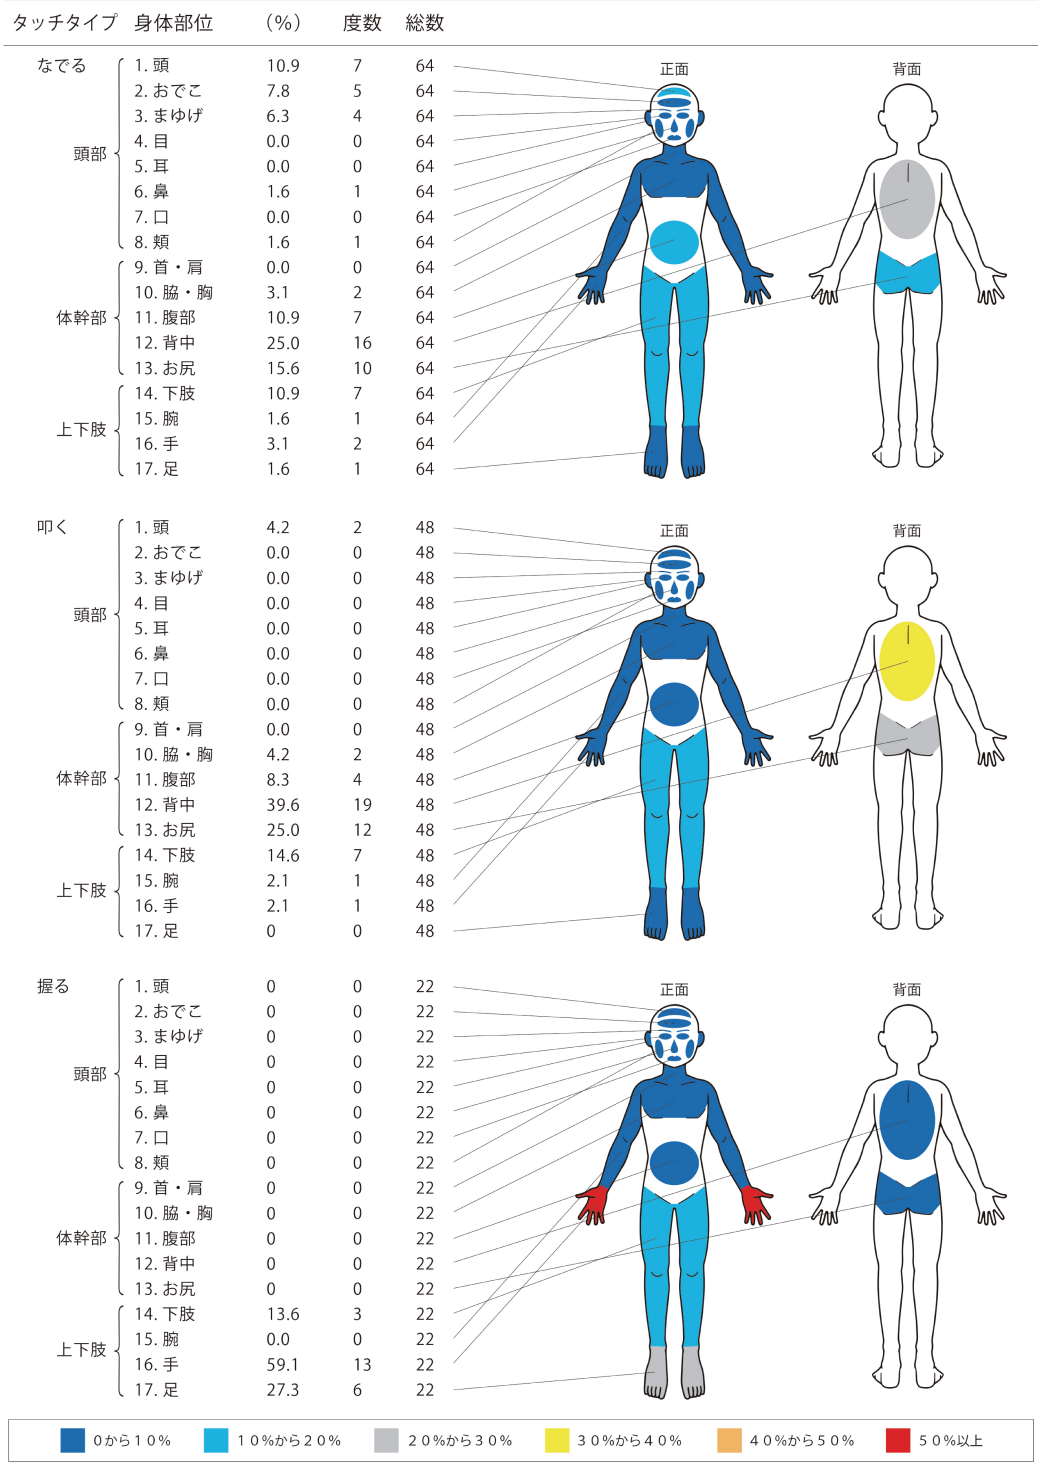 タッチタイプ 身体部位 (%) 度数 総数
なでる 1. 頭 10.9 7 64 正面 背面
2. おでこ 7.8 5 64
3. まゆげ 6.3 4 64
4. 目 0.0 0 64
頭部
5. 耳 0.0 0 64
6. 鼻 1.6 1 64
7. 口 0.0 0 64
8. 頬 1.6 1 64
9. 首・肩 0.0 0 64
10. 脇・胸 3.1 2 64
体幹部 11. 腹部 10.9 7 64
12. 背中 25.0 16 64
13. お尻 15.6 10 64
14. 下肢 10.9 7 64
15. 腕 1.6 1 64
上下肢
16. 手 3.1 2 64
17. 足 1.6 1 64
叩く 1. 頭 4.2 2 48 正面 背面
2. おでこ 0.0 0 48
3. まゆげ 0.0 0 48
4. 目 0.0 0 48
頭部
5. 耳 0.0 0 48
6. 鼻 0.0 0 48
7. 口 0.0 0 48
8. 頬 0.0 0 48
9. 首・肩 0.0 0 48
10. 脇・胸 4.2 2 48
体幹部 11. 腹部 8.3 4 48
12. 背中 39.6 19 48
13. お尻 25.0 12 48
14. 下肢 14.6 7 48
15. 腕 2.1 1 48
上下肢
16. 手 2.1 1 48
17. 足 0 0 48
握る 1. 頭 0 0 22 正面 背面
2. おでこ 0 0 22
3. まゆげ 0 0 22
4. 目 0 0 22
頭部
5. 耳 0 0 22
6. 鼻 0 0 22
7. 口 0 0 22
8. 頬 0 0 22
9. 首・肩 0 0 22
10. 脇・胸 0 0 22
体幹部 11. 腹部 0 0 22
12. 背中 0 0 22
13. お尻 0 0 22
14. 下肢 13.6 3 22
15. 腕 0.0 0 22
上下肢
16. 手 59.1 13 22
17. 足 27.3 6 22
０から１０% １０%から２０% ２０%から３０% ３０%から４０% ４０%から５０% ５０%以上